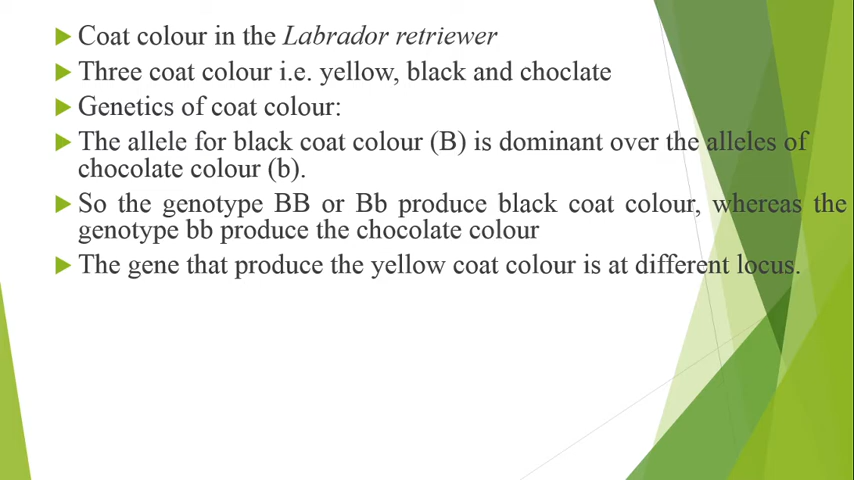 Coat colour in the Labrador retriewer
Three coat colour i.e. yellow, black and choclate
Genetics of coat colour:
The allele for black coat colour (B) is dominant over the alleles of
chocolate colour (b).
So the genotype BB or Bb produce black coat colour, whereas the
genotype bb produce the chocolate colour
The gene that produce the yellow coat colour is at different locus.